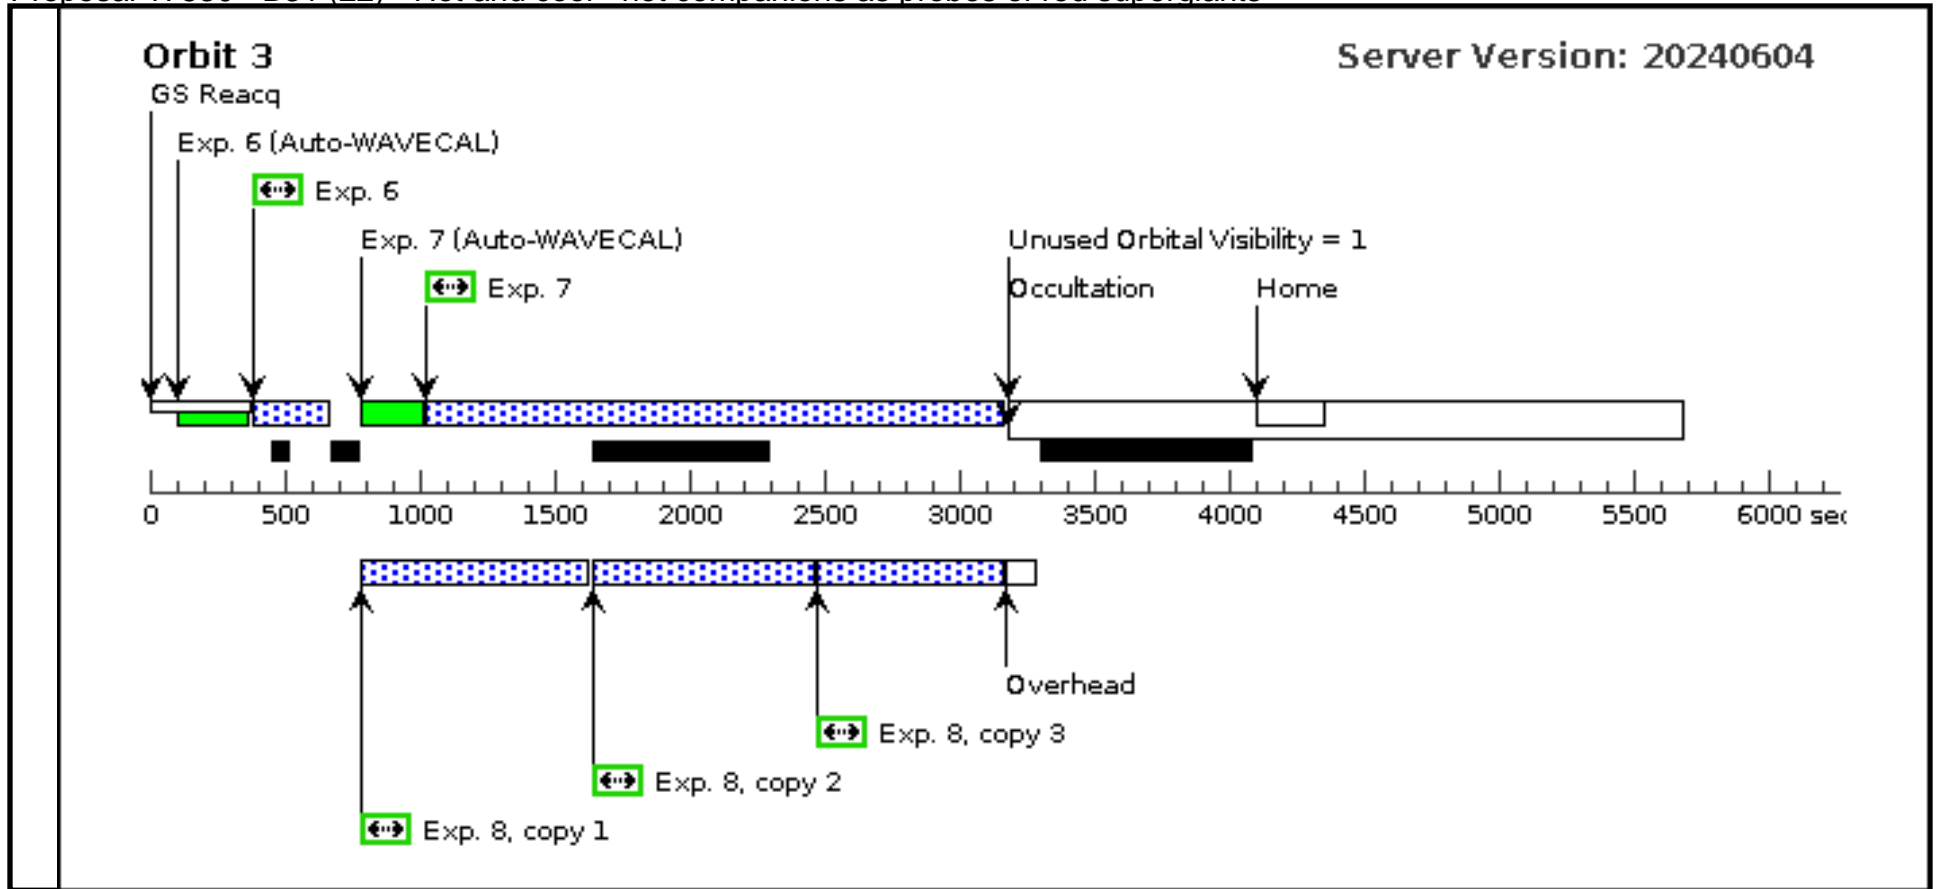 Orbit 3
Server Version: 20240604
GS Reacq
Exp. 6 (Auto-WAVECAL)
Exp. 6
Exp. 7 (Auto-WAVECAL)
Unused Orbital Visibility = 1
Exp. 7
Occultation
Home
0 500 1000 1500 2000 2500 3000 3500 4000 4500 5000 5500 6000
Overhead
Exp. 8, copy 3
Exp. 8, copy 2
Exp. 8, copy 1